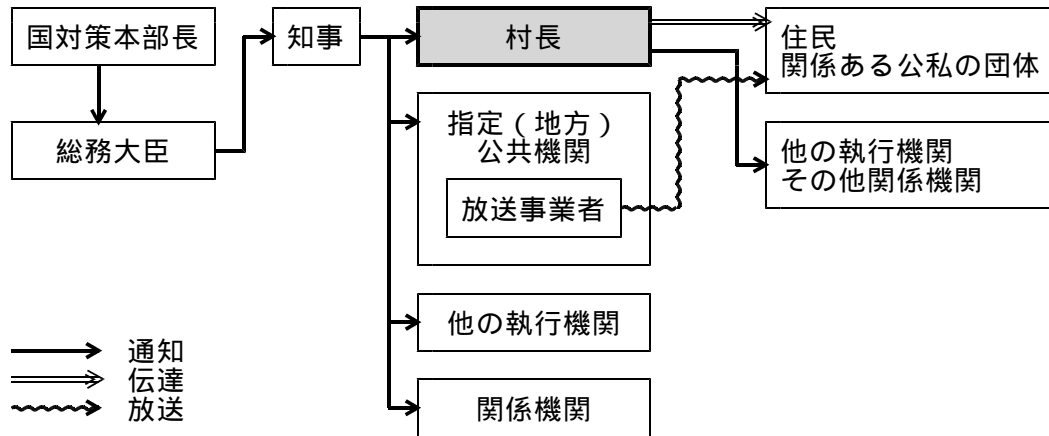 国対策本部長
総務大臣
知事
村長
指定（地方）
公共機関
放送事業者
他の執行機関
関係機関
住民
関係ある公私の団体
他の執行機関
その他関係機関
通知
伝達
放送